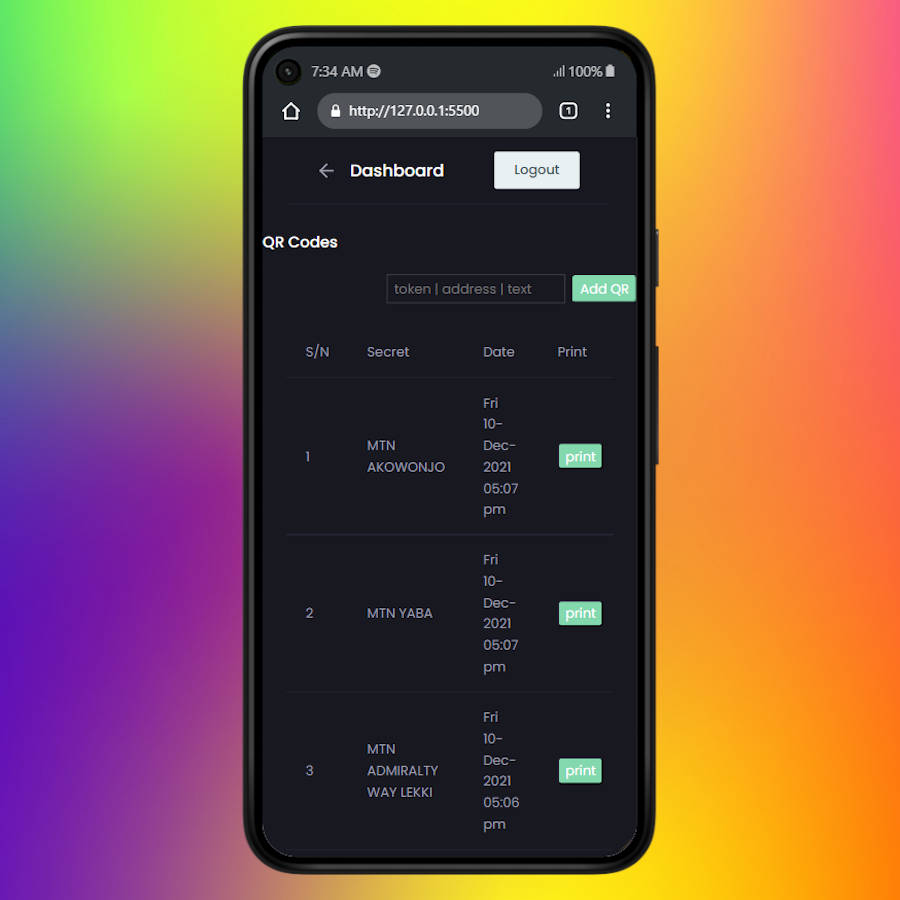 7:34 AM 100%
http://127.0.0.1:5500 1
Dashboard Logout
QR Codes
token | address | text Add QR
S/N Secret Date Print
1
MTN
AKOWONJO
Fri
10-
Dec-
2021
05:07
pm
print
2
MTN YABA
Fri
10-
Dec-
2021
05:07
pm
print
3
MTN
ADMIRALTY
WAY LEKKI
Fri
10-
Dec-
2021
05:06
pm
print